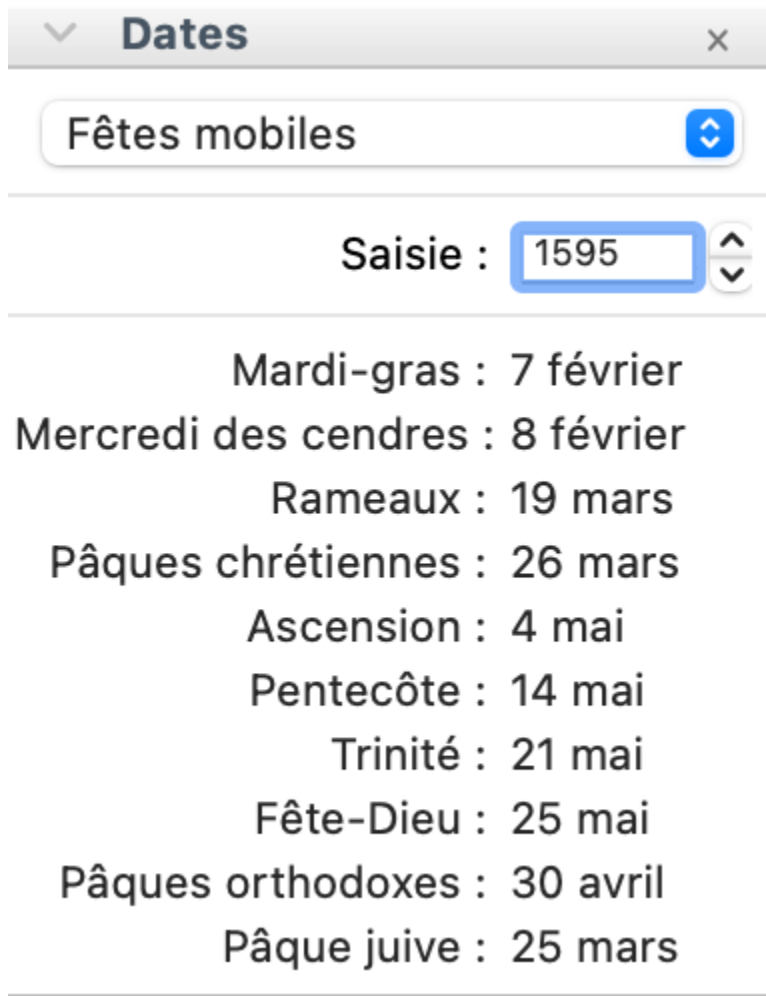 Dates
Fêtes mobiles
Saisie : 1595
Mardi-gras : 7 février
Mercredi des cendres : 8 février
Rameaux : 19 mars
Pâques chrétiennes : 26 mars
Ascension : 4 mai
Pentecôte : 14 mai
Trinité : 21 mai
Fête-Dieu : 25 mai
Pâques orthodoxes : 30 avril
Pâque juive : 25 mars